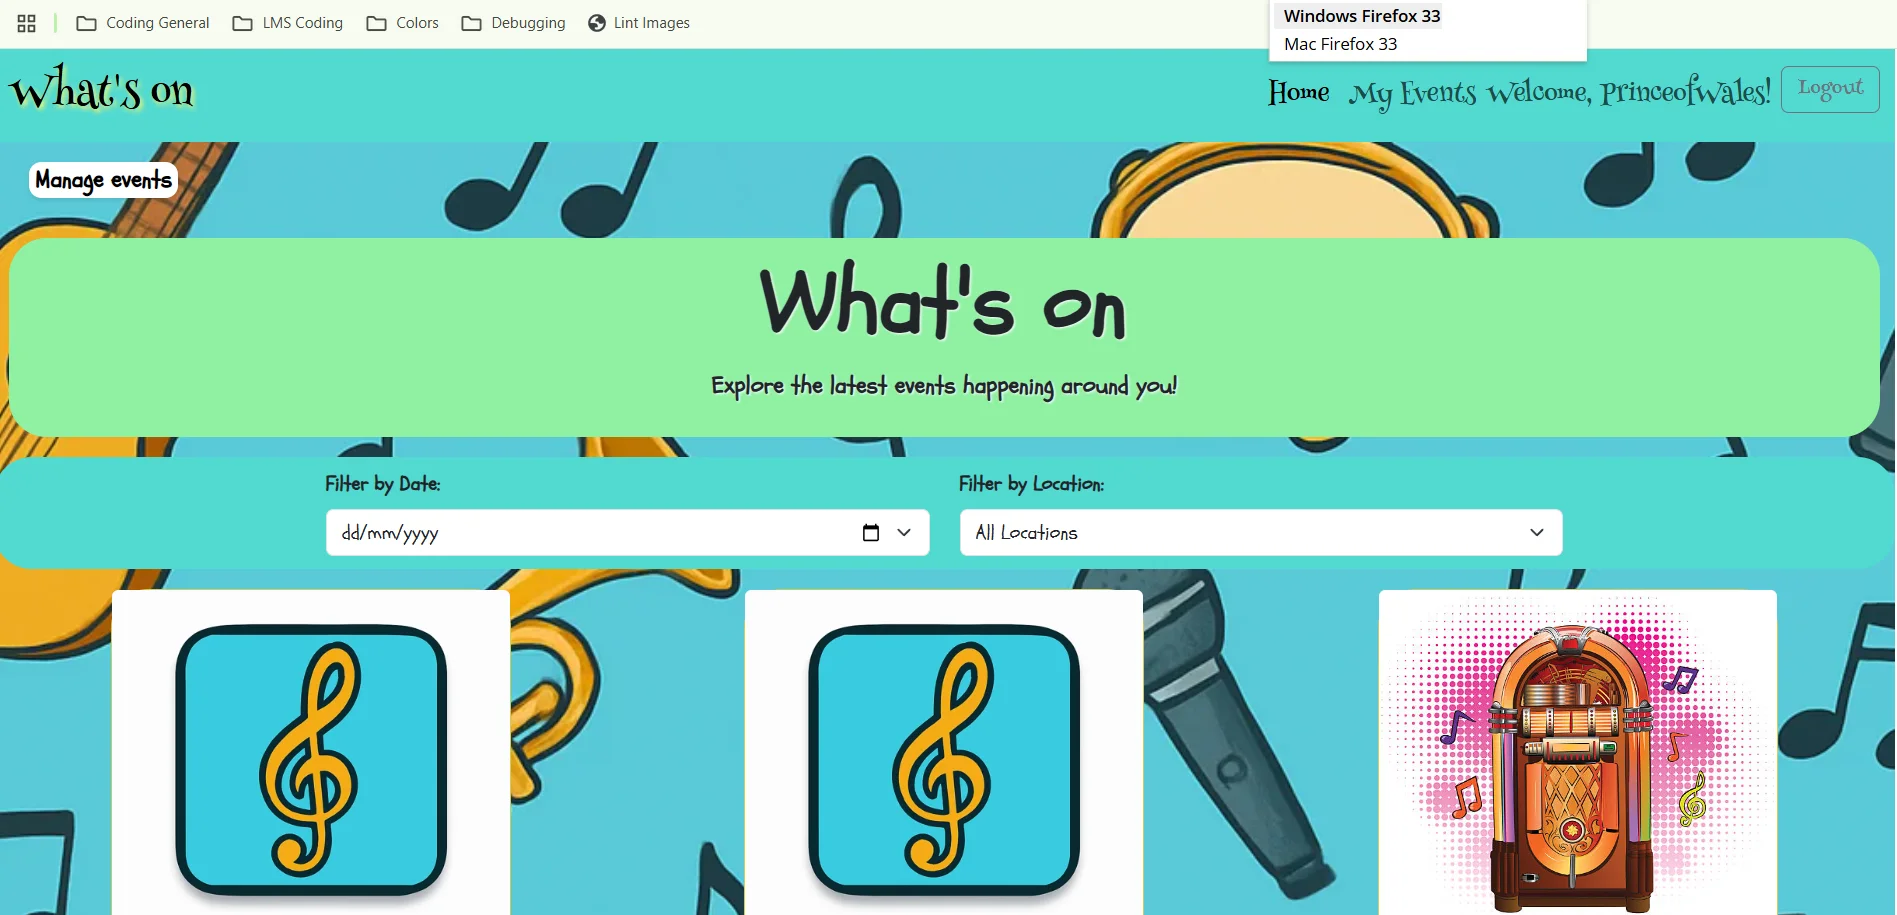 Coding General LMS Coding Colors Debugging Lint Images
Windows Firefox 33
Mac Firefox 33
What's on
Home My Events Welcome, PrinceofWales! Logout
Manage events
What's on
Explore the latest events happening around you!
Filter by Date: Filter by Location:
dd/mm/yyyy All Locations